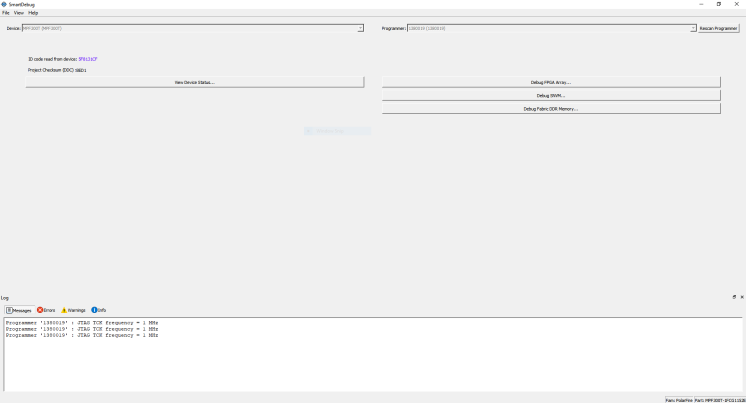 SmartDebug
File View Help
Device: MPF300T (MPF300T)
Programmer: 1380019 (1380019)
Rescan Programmer
ID code read from device: 5F8131CF
Project Checksum (DDC) :BED1
View Device Status...
Debug FPGA Array...
Debug SNVM...
Debug Fabric DDR Memory...
Log
Messages Errors Warnings Info
Programmer '1380019' : JTAG TCK frequency = 1 MHz
Programmer '1380019' : JTAG TCK frequency = 1 MHz
Programmer '1380019' : JTAG TCK frequency = 1 MHz
Fam: PolarFire Part: MPF300T-1FCG1152E